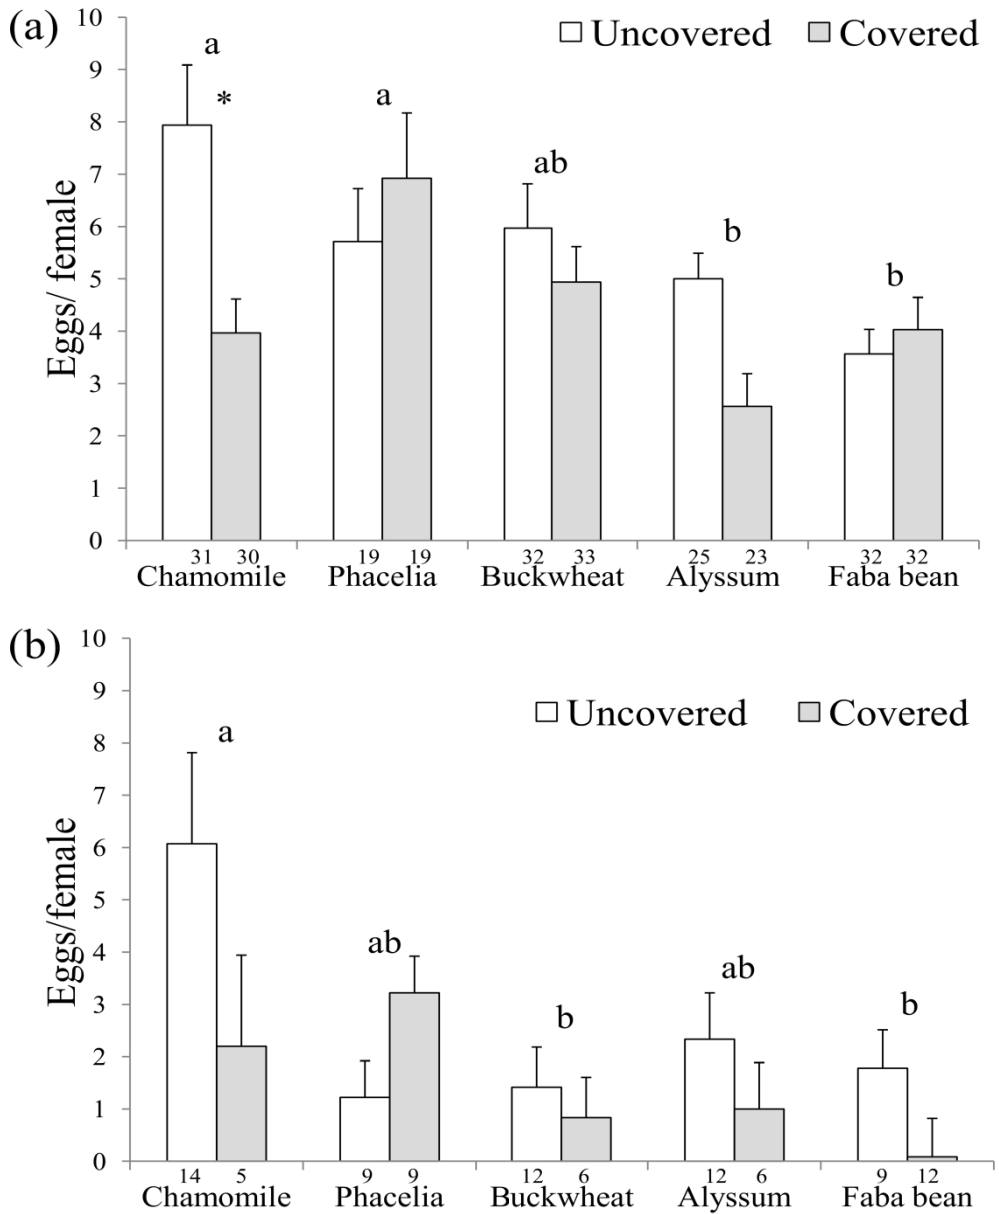 (a)
Uncovered Covered
Eggs/ female
10
9
8
7
6
5
4
3
2
1
0
a
*
a
ab
b
b
31 30 19 19 32 33 25 23 32 32
Chamomile Phacelia Buckwheat Alyssum Faba bean
(b)
Uncovered Covered
Eggs/female
10
9
8
7
6
5
4
3
2
1
0
a
ab
b
ab
b
14 5 9 9 12 6 12 6 9 12
Chamomile Phacelia Buckwheat Alyssum Faba bean